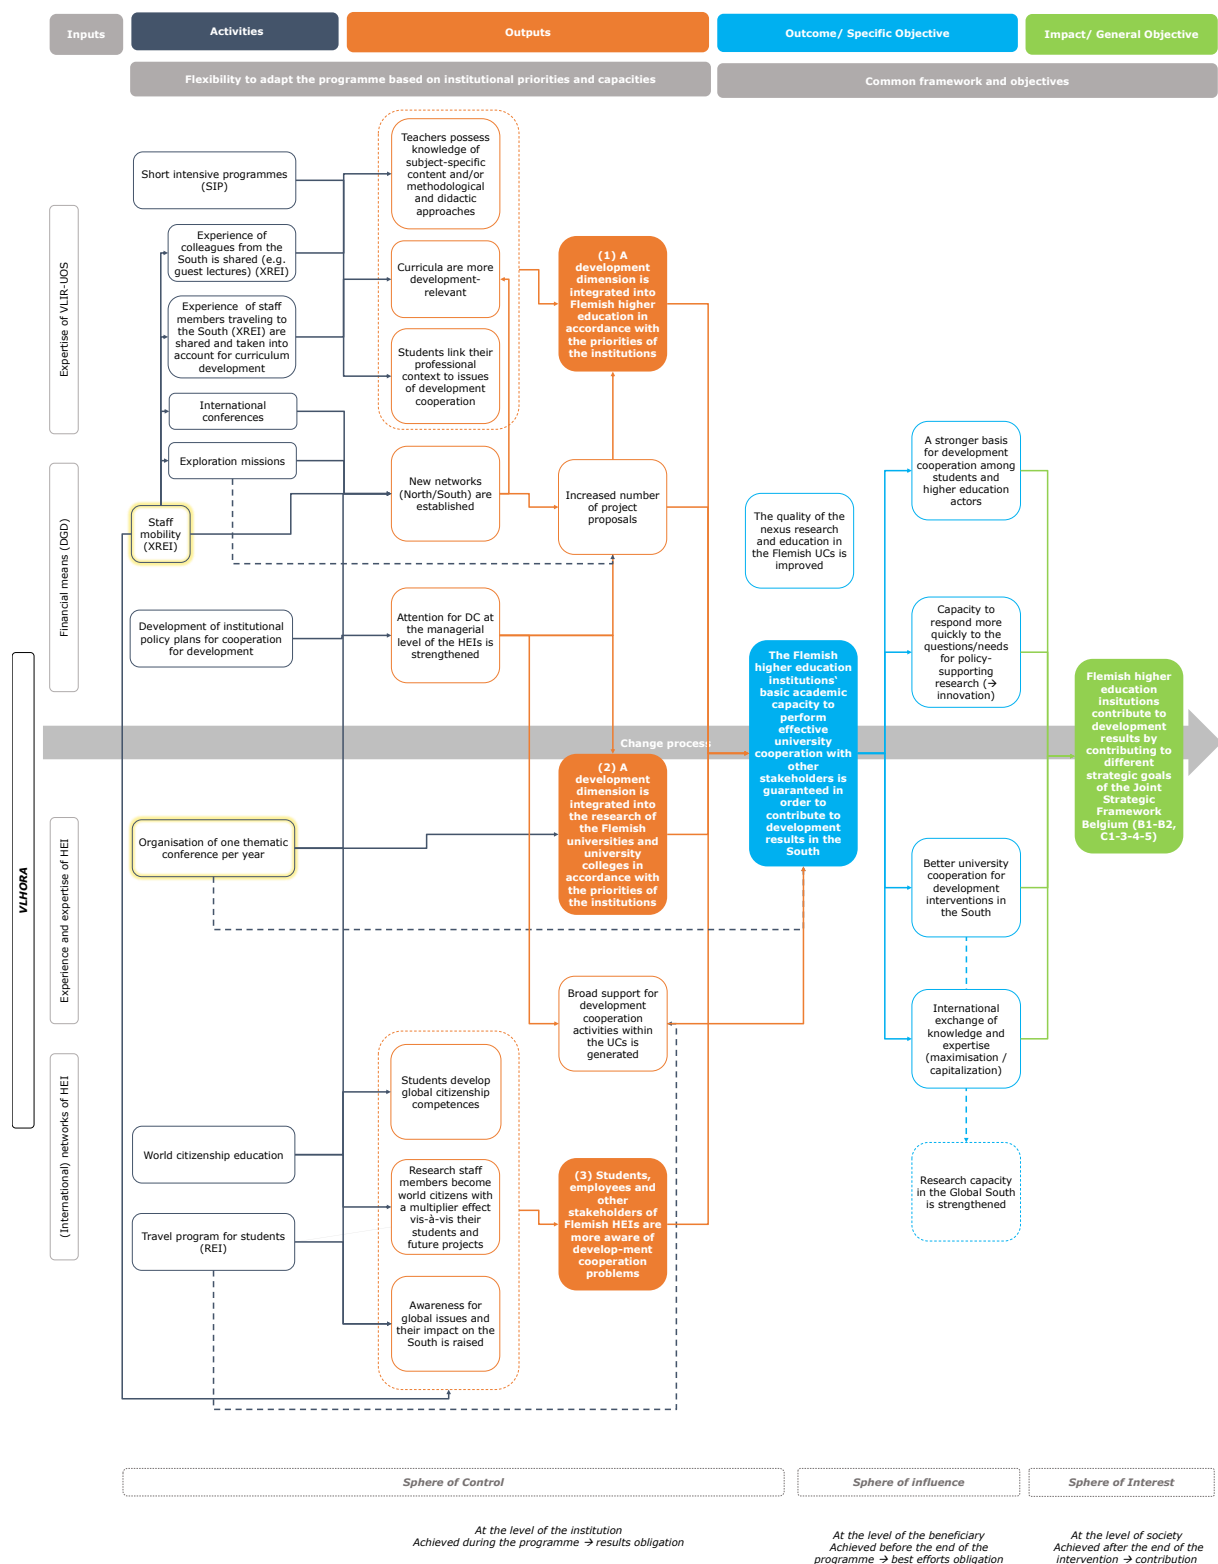 Inputs
Activities
Outputs
Outcome/ Specific Objective
Impact/ General Objective
Flexibility to adapt the programme based on institutional priorities and capacities
Common framework and objectives
VLHORA
Expertise of VLIR-UOS
Financial means (DGD)
Experience and expertise of HEI
(International) networks of HEI
Short intensive programmes
(SIP)
Experience of
colleagues from the
South is shared (e.g.
guest lectures) (XREI)
Experience  of staff
members traveling to
the South (XREI) are
shared and taken into
account for curriculum
development
International
conferences
Exploration missions
Staff
mobility
(XREI)
Development of institutional
policy plans for cooperation
for development
Organisation of one thematic
conference per year
World citizenship education
Travel program for students
(REI)
Teachers possess
knowledge of
subject-specific
content and/or
methodological
and didactic
approaches
Curricula are more
development-
relevant
Students link their
professional
context to issues
of development
cooperation
New networks
(North/South) are
established
Attention for DC at
the managerial
level of the HEIs is
strengthened
Students develop
global citizenship
competences
Research staff
members become
world citizens with
a multiplier effect
vis-à-vis their
students and
future projects
Awareness for
global issues and
their impact on the
South is raised
(1) A
development
dimension is
integrated into
Flemish higher
education in
accordance with
the priorities of
the institutions
Increased number
of project
proposals
Change process
(2) A
development
dimension is
integrated into
the research of
the Flemish
universities and
university
colleges in
accordance with
the priorities of
the institutions
Broad support for
development
cooperation
activities within
the UCs is
generated
(3) Students,
employees and
other
stakeholders of
Flemish HEIs are
more aware of
develop-ment
cooperation
problems
The quality of the
nexus research
and education in
the Flemish UCs is
improved
The Flemish
higher education
institutions‘
basic academic
capacity to
perform
effective
university
cooperation with
other
stakeholders is
guaranteed in
order to
contribute to
development
results in the
South
A stronger basis
for development
cooperation among
students and
higher education
actors
Capacity to
respond more
quickly to the
questions/needs
for policy-
supporting
research (→
innovation)
Better university
cooperation for
development
interventions in
the South
International
exchange of
knowledge and
expertise
(maximisation /
capitalization)
Research capacity
in the Global South
is strengthened
Flemish higher
education
insitutions
contribute to
development
results by
contributing to
different
strategic goals
of the Joint
Strategic
Framework
Belgium (B1–B2,
C1–3–4–5)
Sphere of Control
Sphere of influence
Sphere of Interest
At the level of the institution
Achieved during the programme → results obligation
At the level of the beneficiary
Achieved before the end of the
programme → best efforts obligation
At the level of society
Achieved after the end of the
intervention → contribution